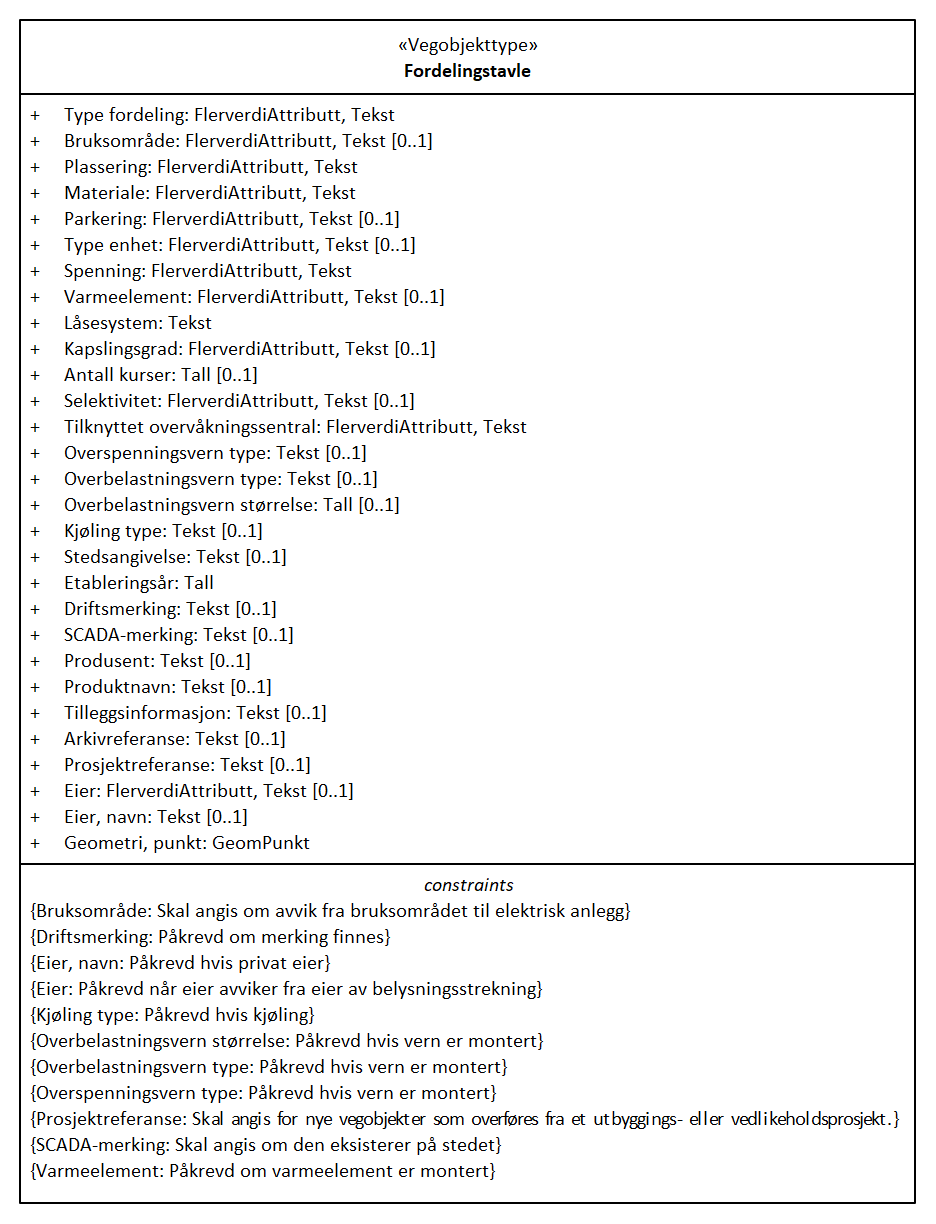 «Vegobjekttype»
Fordelingstavle
+ Type fordeling: FlerverdiAttributt, Tekst
+ Bruksområde: FlerverdiAttributt, Tekst [0..1]
+ Plassering: FlerverdiAttributt, Tekst
+ Materiale: FlerverdiAttributt, Tekst
+ Parkering: FlerverdiAttributt, Tekst [0..1]
+ Type enhet: FlerverdiAttributt, Tekst [0..1]
+ Spenning: FlerverdiAttributt, Tekst
+ Varmeelement: FlerverdiAttributt, Tekst [0..1]
+ Låsesystem: Tekst
+ Kapslingsgrad: FlerverdiAttributt, Tekst [0..1]
+ Antall kurser: Tall [0..1]
+ Selektivitet: FlerverdiAttributt, Tekst [0..1]
+ Tilknyttet overvåkningssentral: FlerverdiAttributt, Tekst
+ Overspenningsvern type: Tekst [0..1]
+ Overbelastningsvern type: Tekst [0..1]
+ Overbelastningsvern størrelse: Tall [0..1]
+ Kjøling type: Tekst [0..1]
+ Stedsangivelse: Tekst [0..1]
+ Etableringsår: Tall
+ Driftsmerking: Tekst [0..1]
+ SCADA-merking: Tekst [0..1]
+ Produsent: Tekst [0..1]
+ Produktnavn: Tekst [0..1]
+ Tilleggsinformasjon: Tekst [0..1]
+ Arkivreferanse: Tekst [0..1]
+ Prosjektreferanse: Tekst [0..1]
+ Eier: FlerverdiAttributt, Tekst [0..1]
+ Eier, navn: Tekst [0..1]
+ Geometri, punkt: GeomPunkt
constraints
{Bruksområde: Skal angis om avvik fra bruksområdet til elektrisk anlegg}
{Driftsmerking: Påkrevd om merking finnes}
{Eier, navn: Påkrevd hvis privat eier}
{Eier: Påkrevd når eier avviker fra eier av belysningsstrekning}
{Kjøling type: Påkrevd hvis kjøling}
{Overbelastningsvern størrelse: Påkrevd hvis vern er montert}
{Overbelastningsvern type: Påkrevd hvis vern er montert}
{Overspenningsvern type: Påkrevd hvis vern er montert}
{Prosjektreferanse: Skal angis for nye vegobjekter som overføres fra et utbyggings- eller vedlikeholdsprosjekt.}
{SCADA-merking: Skal angis om den eksisterer på stedet}
{Varmeelement: Påkrevd om varmeelement er montert}